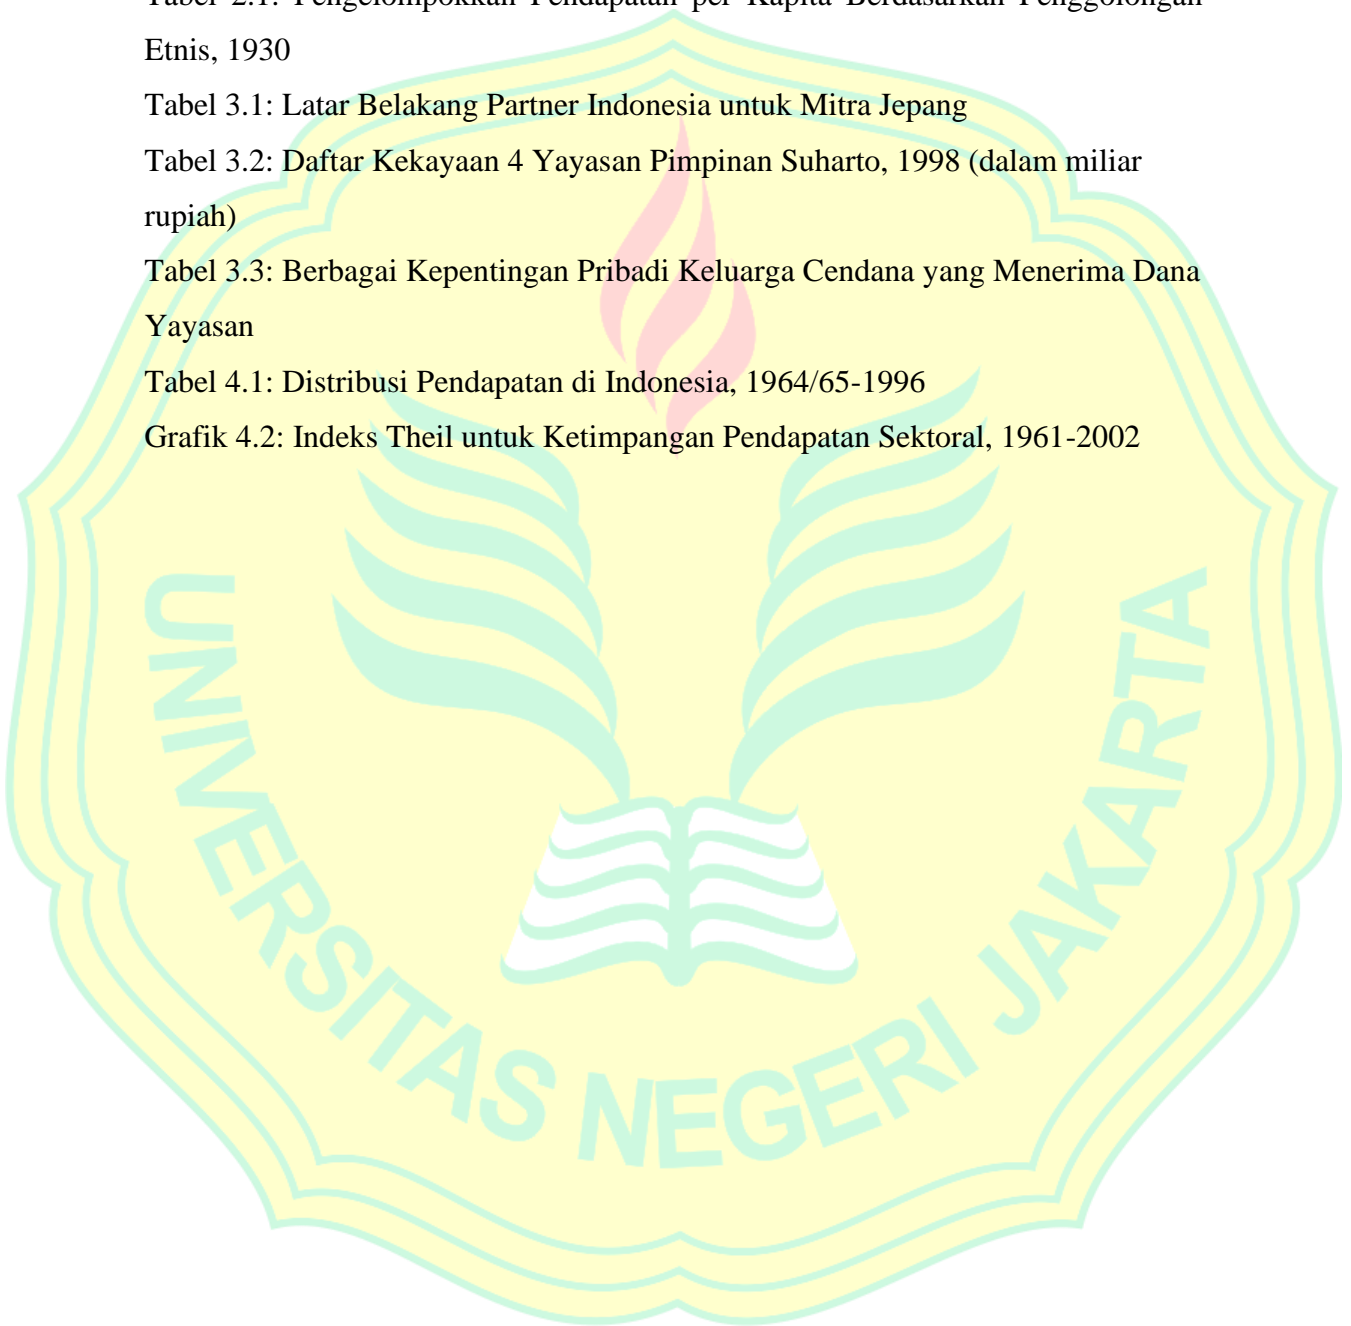 Tabel 2.1: Pengelompokkan Pendapatan per Kapita Berdasarkan Penggolongan
Etnis, 1930
Tabel 3.1: Latar Belakang Partner Indonesia untuk Mitra Jepang
Tabel 3.2: Daftar Kekayaan 4 Yayasan Pimpinan Suharto, 1998 (dalam miliar
rupiah)
Tabel 3.3: Berbagai Kepentingan Pribadi Keluarga Cendana yang Menerima Dana
Yayasan
Tabel 4.1: Distribusi Pendapatan di Indonesia, 1964/65-1996
Grafik 4.2: Indeks Theil untuk Ketimpangan Pendapatan Sektoral, 1961-2002
UNIVERSITAS NEGERI JAKARTA